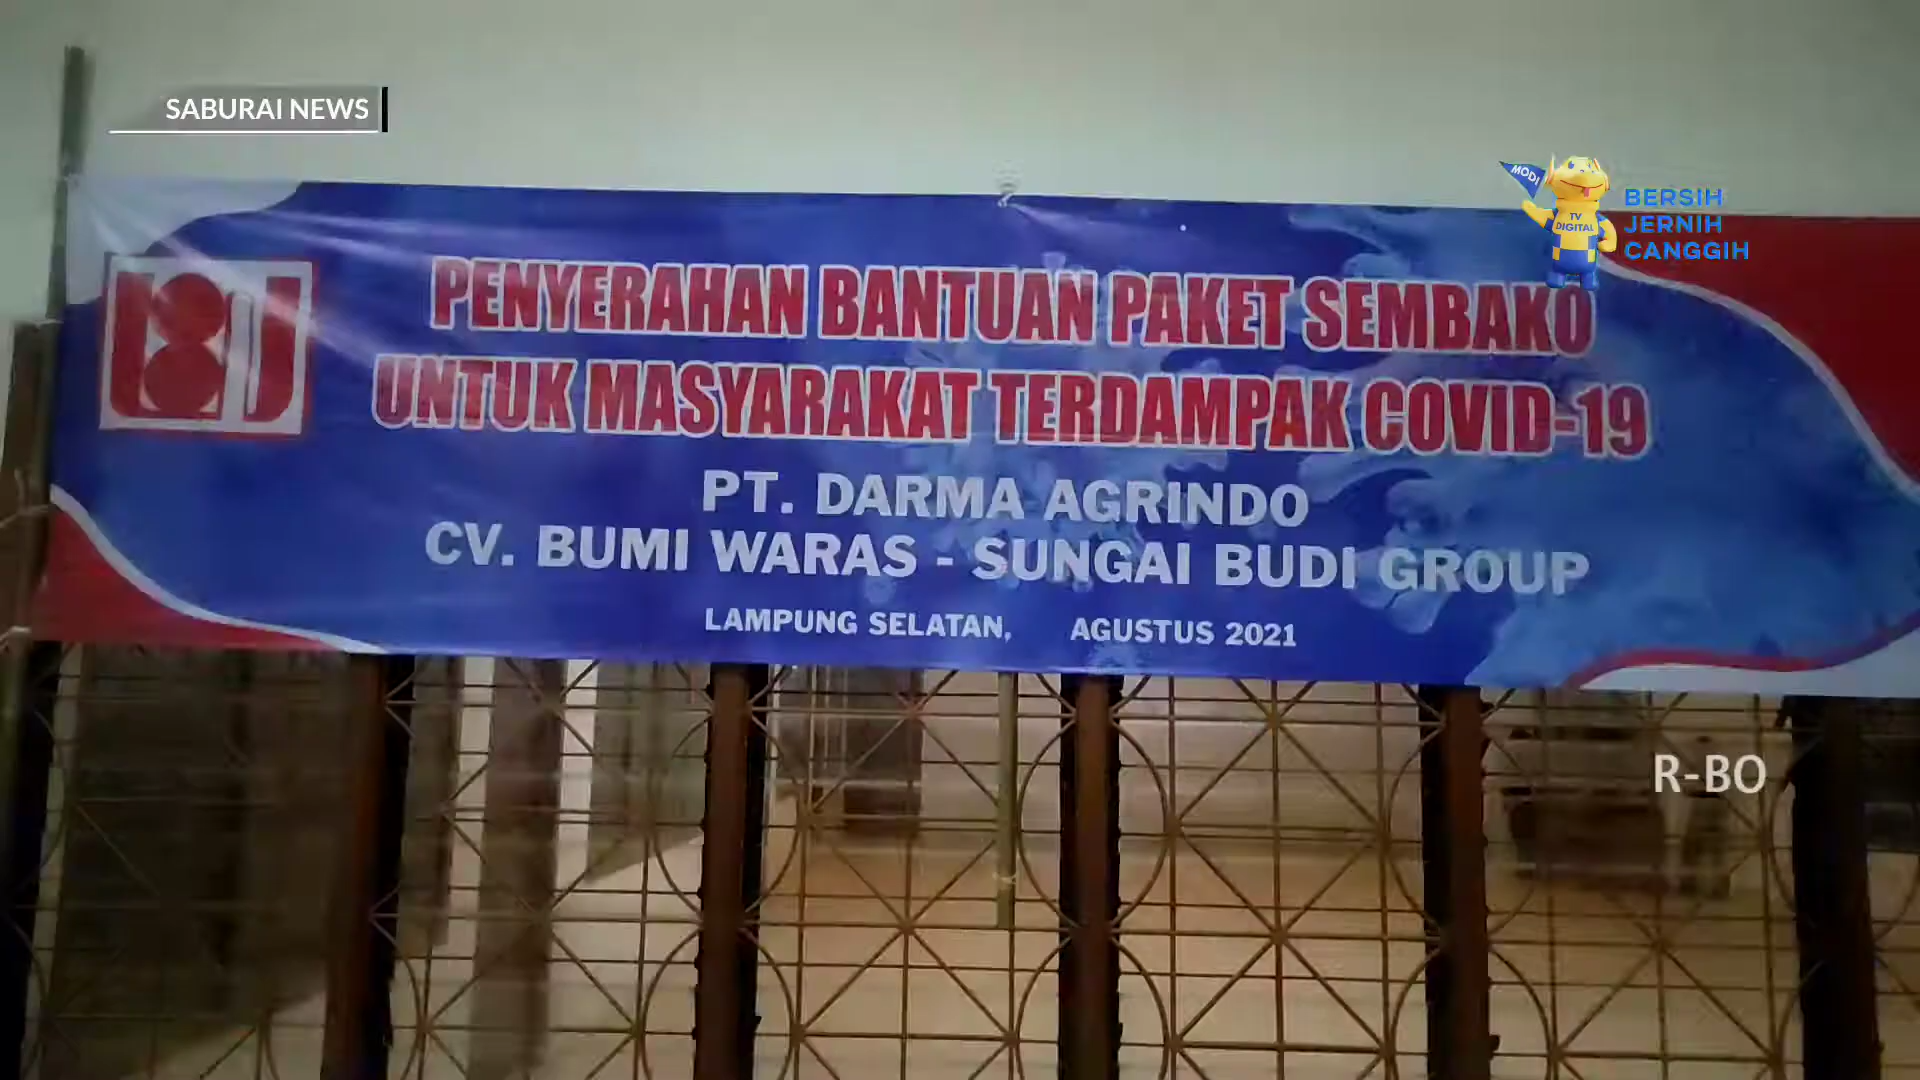 SABURAI NEWS
MODI
TV
DIGITAL
BERSIH
JERNIH
CANGGIH
PENYERAHAN BANTUAN PAKET SEMBAKO
UNTUK MASYARAKAT TERDAMPAK COVID-19
PT. DARMA AGRINDO
CV. BUMI WARAS - SUNGAI BUDI GROUP
LAMPUNG SELATAN, AGUSTUS 2021
R-BO